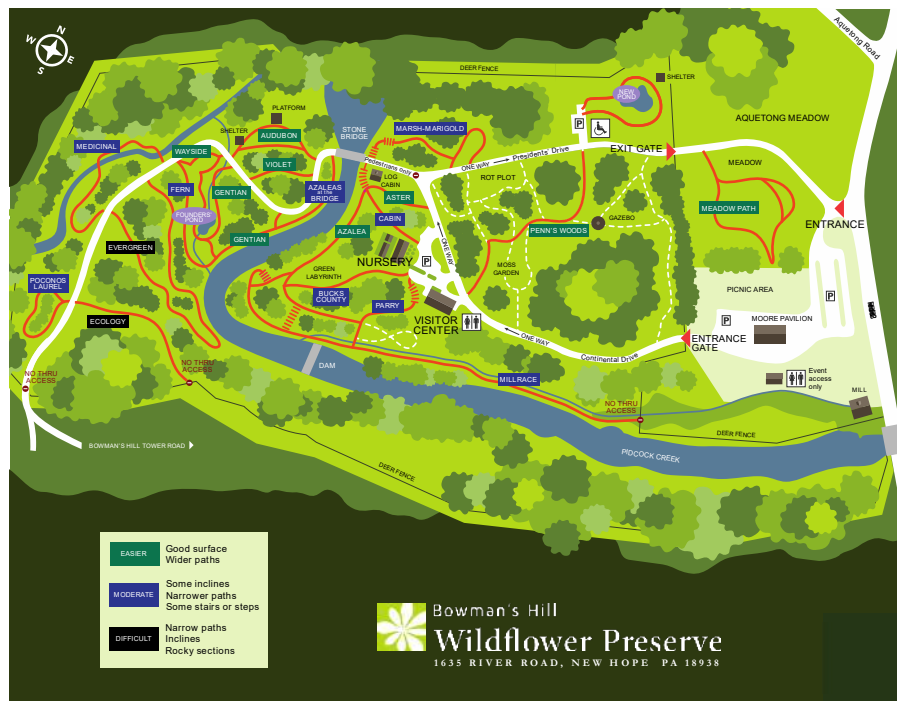 N
W
E
S
Aquetong Road
DEER FENCE
SHELTER
NEW
POND
PLATFORM
P
AQUETONG MEADOW
SHELTER
AUDUBON
STONE
BRIDGE
MARSH-MARIGOLD
MEDICINAL
WAYSIDE
EXIT GATE
Presidents' Drive
ONE WAY
Pedestrians only
VIOLET
MEADOW
LOG
CABIN
ROT PLOT
FERN
GENTIAN
AZALEAS
at the
BRIDGE
ASTER
MEADOW PATH
FOUNDERS'
POND
CABIN
GAZEBO
ENTRANCE
PENN'S WOODS
AZALEA
GENTIAN
EVERGREEN
ONE WAY
NURSERY
P
MOSS
GARDEN
GREEN
LABYRINTH
POCONOS
LAUREL
PICNIC AREA
P
BUCKS
COUNTY
PARRY
ECOLOGY
VISITOR
CENTER
P
MOORE PAVILION
ONE WAY
ENTRANCE
GATE
Continental Drive
DAM
NO THRU
ACCESS
NO THRU
ACCESS
MILLRACE
Event
access
only
MILL
NO THRU
ACCESS
DEER FENCE
BOWMAN'S HILL TOWER ROAD
PIDCOCK CREEK
DEER FENCE
EASIER
Good surface
Wider paths
MODERATE
Some inclines
Narrower paths
Some stairs or steps
DIFFICULT
Narrow paths
Inclines
Rocky sections
Bowman's Hill
Wildflower Preserve
1635 RIVER ROAD, NEW HOPE PA 18938